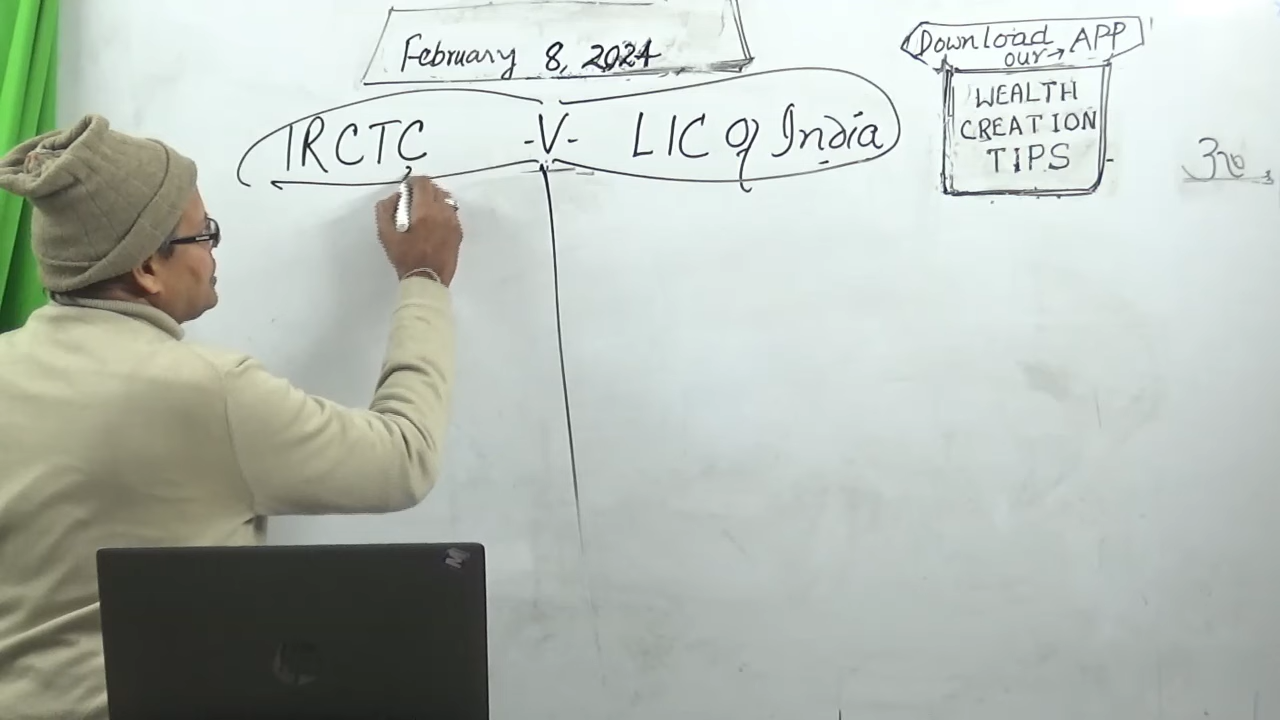 February 8, 2024
IRCTC -V- LIC Of India
Download
our→ APP
WEALTH
CREATION
TIPS